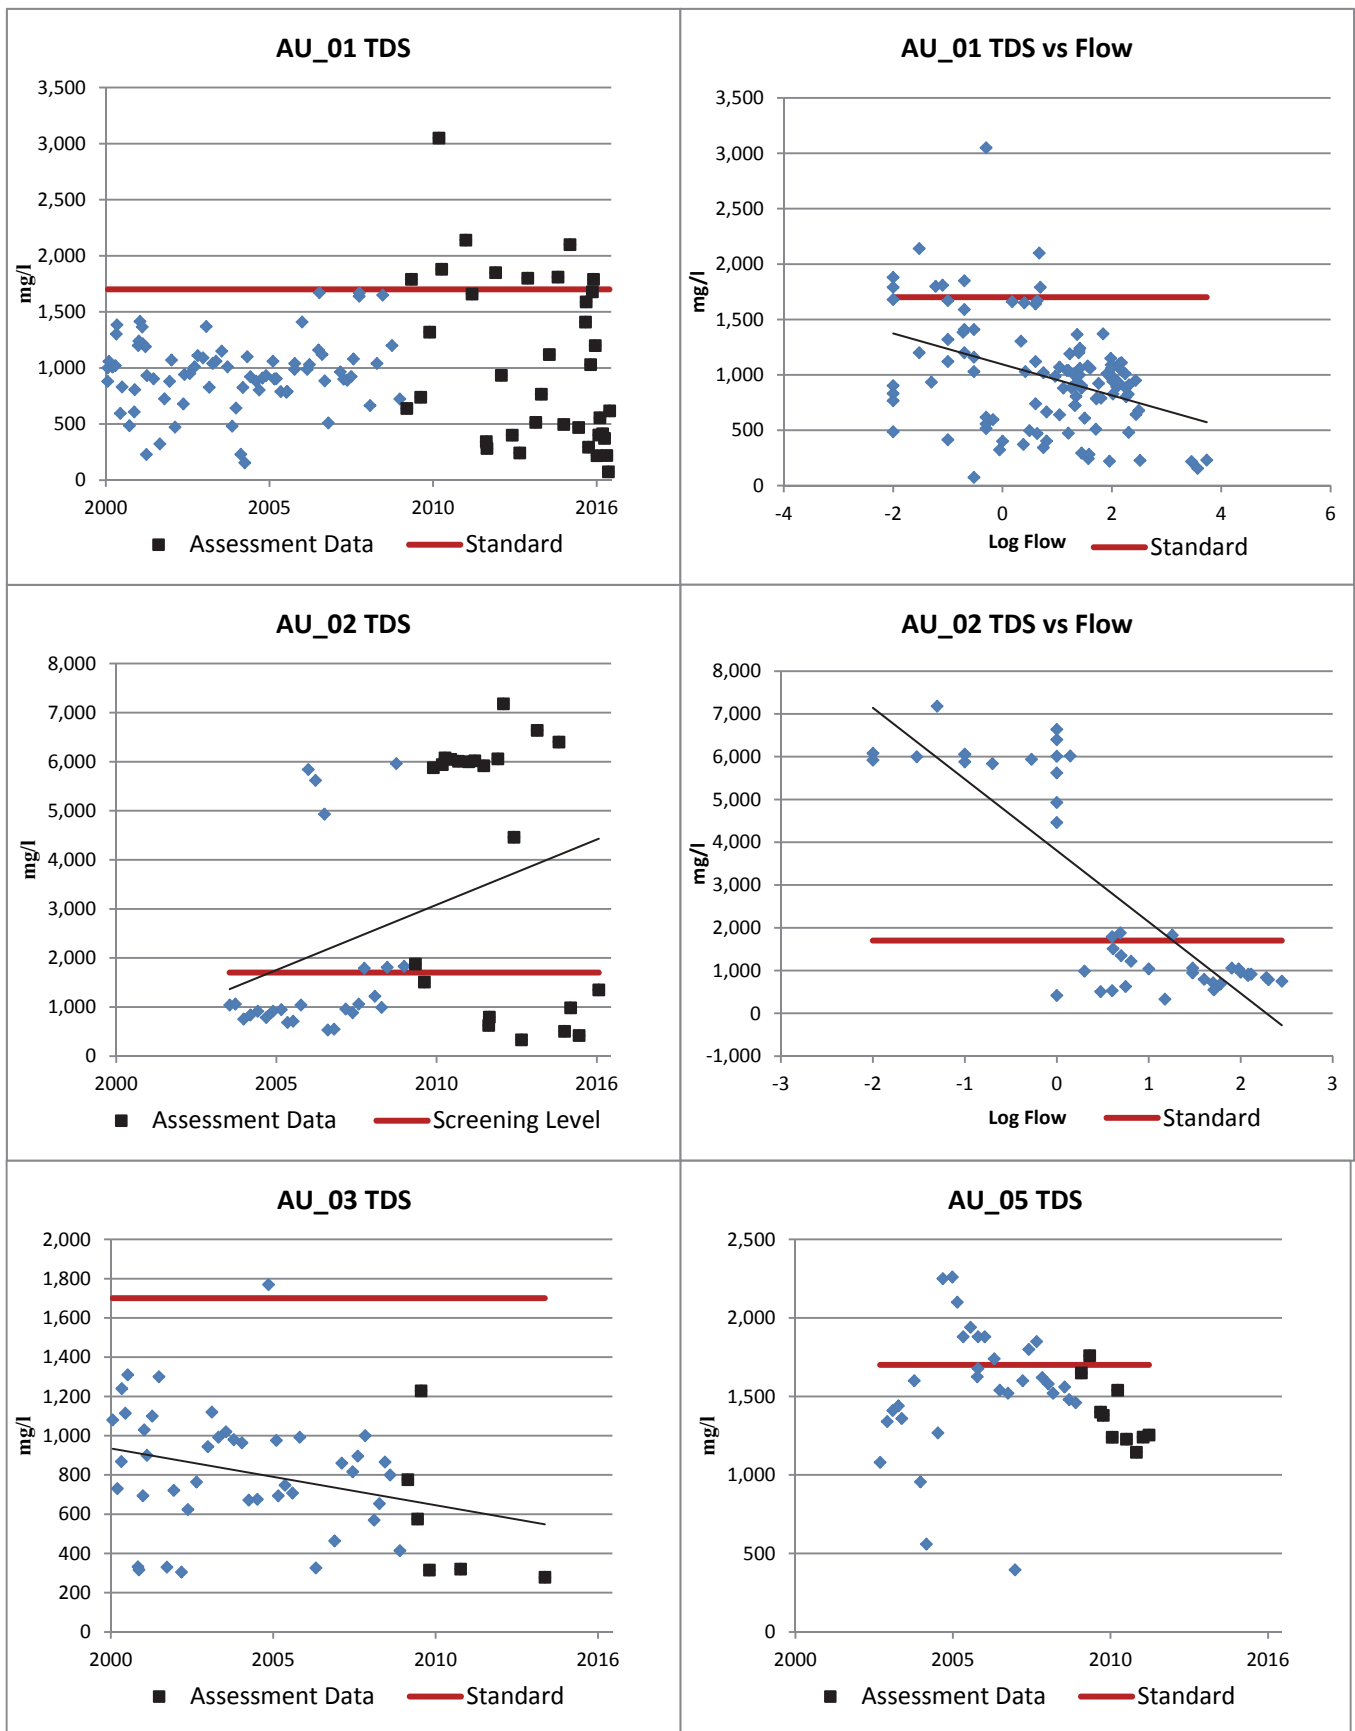 AU_01 TDS
3,500
3,000
2,500
2,000
1,500
1,000
500
0
mg/l
2000 2005 2010 2016
Assessment Data Standard
AU_01 TDS vs Flow
3,500
3,000
2,500
2,000
1,500
1,000
500
0
mg/l
-4 -2 0 2 4 6
Log Flow Standard
AU_02 TDS
8,000
7,000
6,000
5,000
4,000
3,000
2,000
1,000
0
mg/l
2000 2005 2010 2016
Assessment Data Screening Level
AU_02 TDS vs Flow
8,000
7,000
6,000
5,000
4,000
3,000
2,000
1,000
0
-1,000
mg/l
-3 -2 -1 0 1 2 3
Log Flow Standard
AU_03 TDS
2,000
1,800
1,600
1,400
1,200
1,000
800
600
400
200
0
mg/l
2000 2005 2010 2016
Assessment Data Standard
AU_05 TDS
2,500
2,000
1,500
1,000
500
0
mg/l
2000 2005 2010 2016
Assessment Data Standard